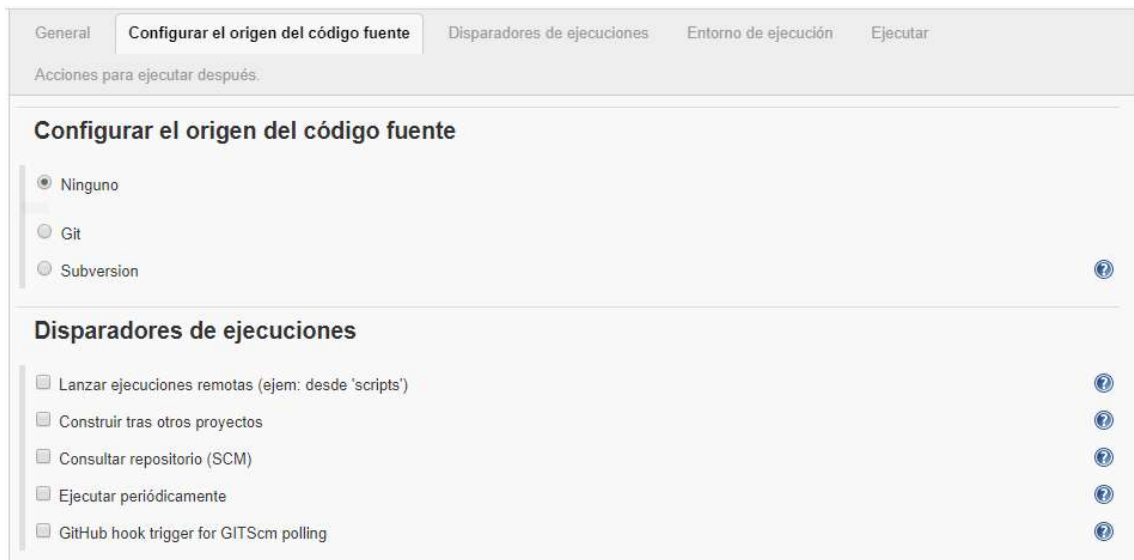 General Configurar el origen del código fuente Disparadores de ejecuciones Entorno de ejecución Ejecutar
Acciones para ejecutar después.
Configurar el origen del código fuente
Ninguno
Git
Subversion
Disparadores de ejecuciones
Lanzar ejecuciones remotas (ejem: desde 'scripts')
Construir tras otros proyectos
Consultar repositorio (SCM)
Ejecutar periódicamente
GitHub hook trigger for GITScm polling